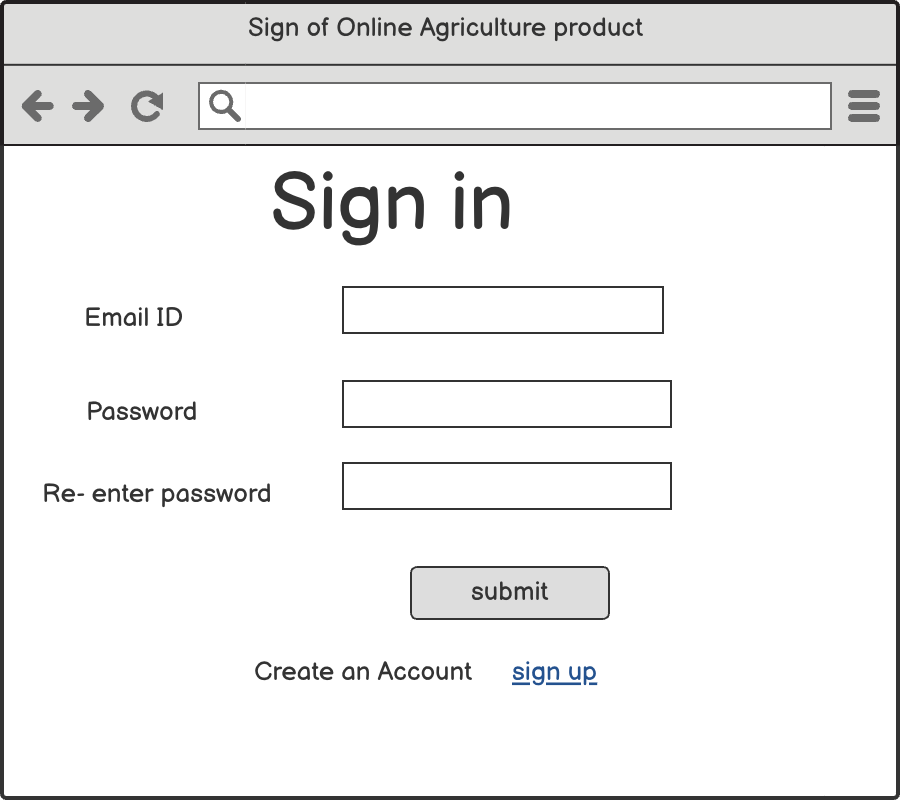 Sign of Online Agriculture product
Sign in
Email ID
Password
Re- enter password
submit
Create an Account sign up